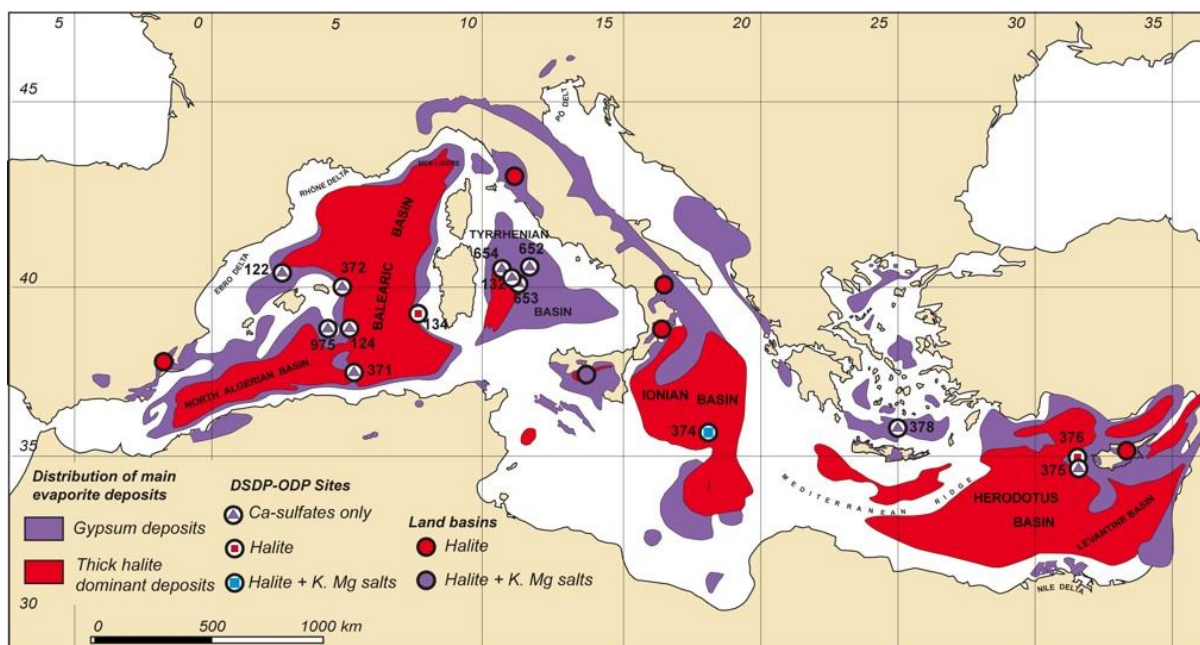 5 0 5 10 15 20 25 30 35
45
40
35
30
PO DELT
MER LIGURE
RHÔNE DELTA
BASIN
TYRRHENIAN
EBRO DELTA
122
372
654
652
132
653
BALEARIC
134
BASIN
975
124
371
NORTH ALGERIAN BASIN
IONIAN
BASIN
374
378
376
375
MEDITERRANEAN RIDGE
HERODOTUS
BASIN
LEVANTINE BASIN
NILE DELTA
Distribution of main
evaporite deposits
Gypsum deposits
Thick halite
dominant deposits
DSDP-ODP Sites
Ca-sulfates only
Halite
Halite + K. Mg salts
Land basins
Halite
Halite + K. Mg salts
0 500 1000 km